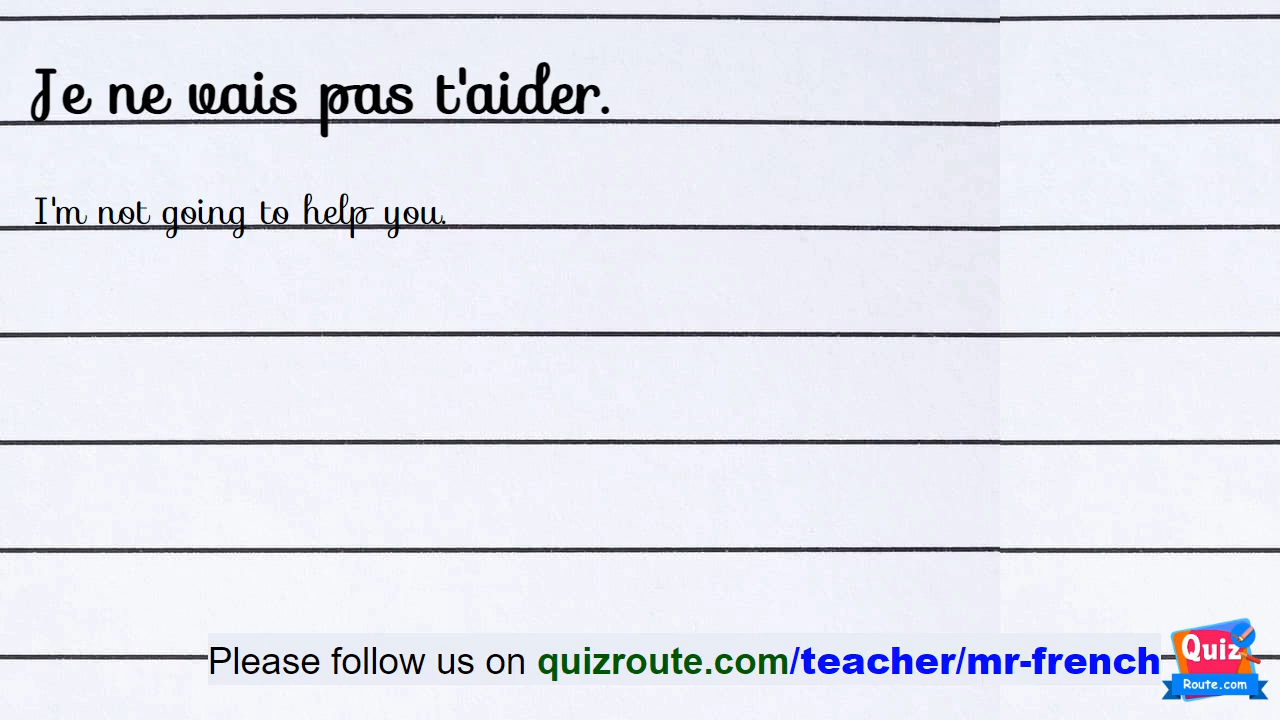 Je ne vais pas t'aider.
I'm not going to help you.
Please follow us on quizroute.com/teacher/mr-french
Quiz
Route.com